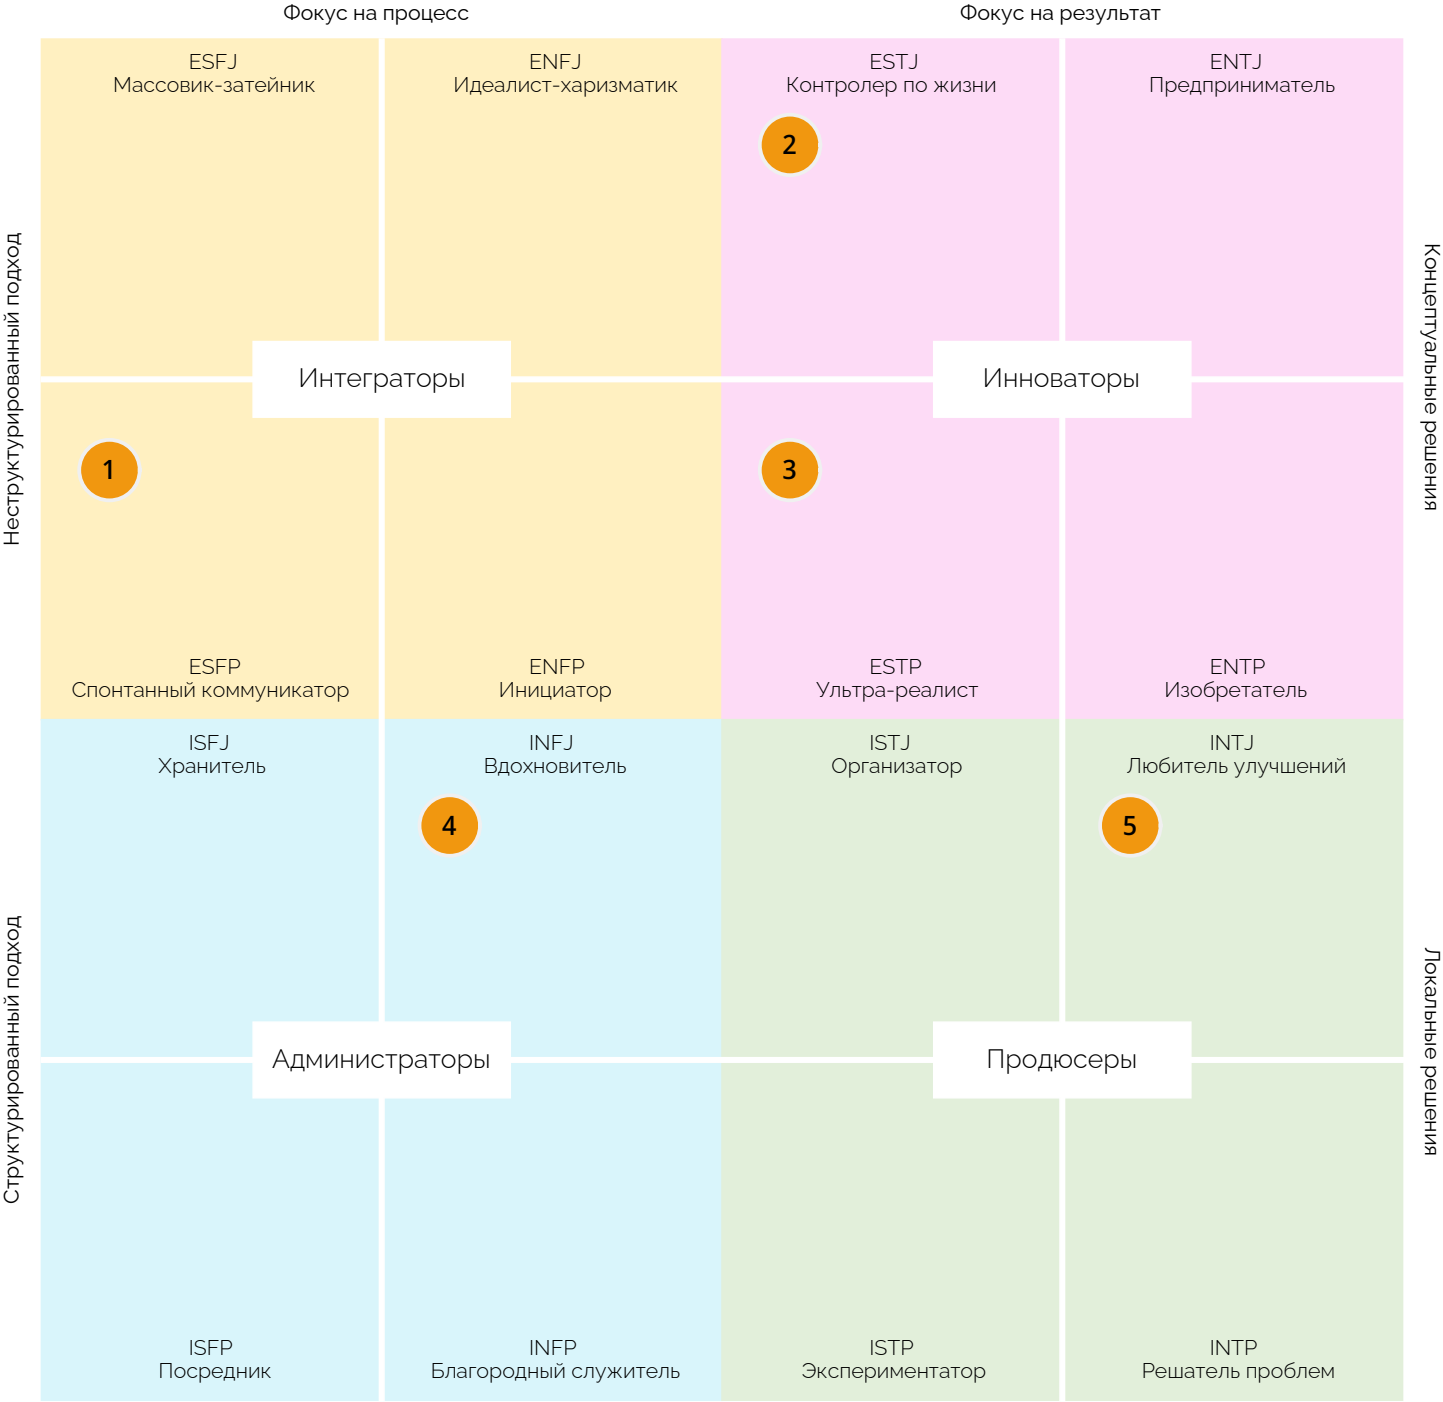 Фокус на процесс
Фокус на результат
ESFJ
Массовик-затейник
ENFJ
Идеалист-харизматик
ESTJ
Контролер по жизни
ENTJ
Предприниматель
2
Неструктурированный подход
Концептуальные решения
Интеграторы
Инноваторы
1
3
ESFP
Спонтанный коммуникатор
ENFP
Инициатор
ESTP
Ультра-реалист
ENTP
Изобретатель
ISFJ
Хранитель
INFJ
Вдохновитель
ISTJ
Организатор
INTJ
Любитель улучшений
4
5
Структурированный подход
Локальные решения
Администраторы
Продюсеры
ISFP
Посредник
INFP
Благородный служитель
ISTP
Экспериментатор
INTP
Решатель проблем